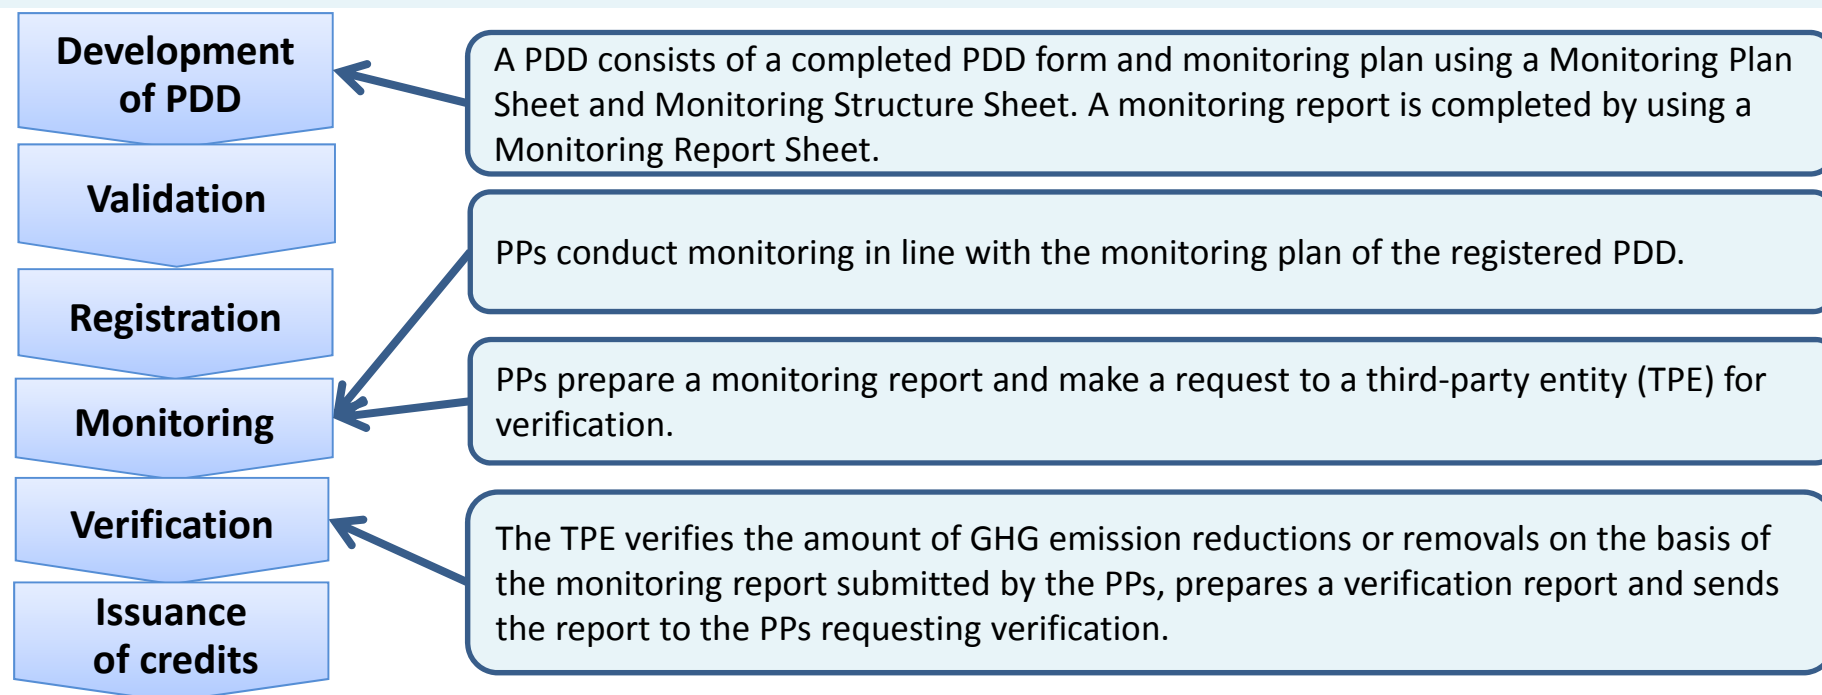 Development
of PDD
A PDD consists of a completed PDD form and monitoring plan using a Monitoring Plan
Sheet and Monitoring Structure Sheet. A monitoring report is completed by using a
Monitoring Report Sheet.
Validation
PPs conduct monitoring in line with the monitoring plan of the registered PDD.
Registration
PPs prepare a monitoring report and make a request to a third-party entity (TPE) for
verification.
Monitoring
Verification
The TPE verifies the amount of GHG emission reductions or removals on the basis of
the monitoring report submitted by the PPs, prepares a verification report and sends
the report to the PPs requesting verification.
Issuance
of credits